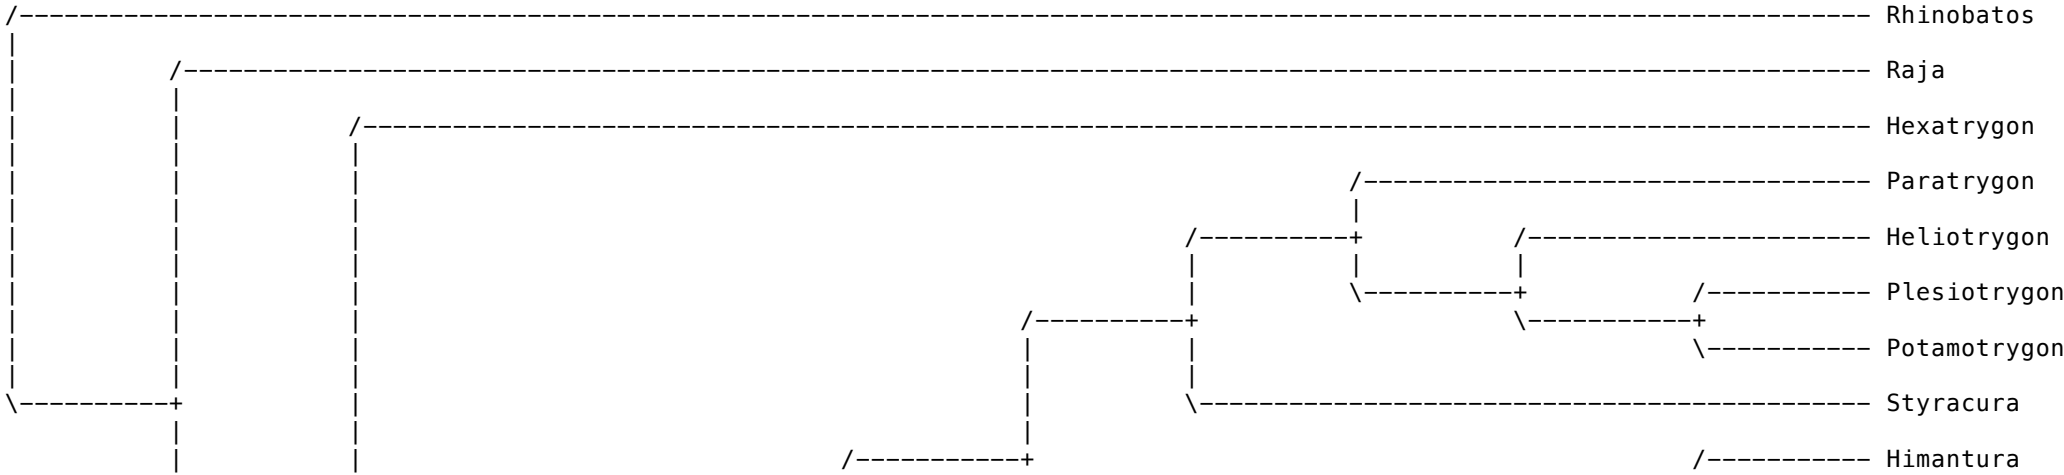 Rhinobatos
Raja
Hexatrygon
Paratrygon
Heliotrygon
Plesiotrygon
Potamotrygon
Styracura
Himantura